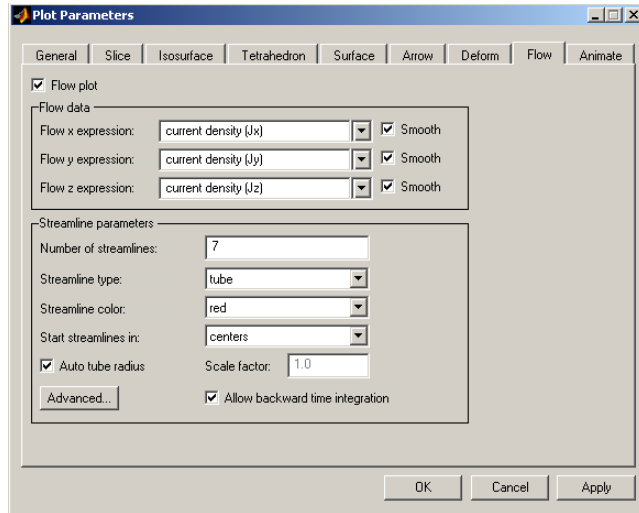 Plot Parameters
General Slice Isosurface Tetrahedron Surface Arrow Deform Flow Animate
Flow plot
Flow data
Flow x expression: current density (Jx) Smooth
Flow y expression: current density (Jy) Smooth
Flow z expression: current density (Jz) Smooth
Streamline parameters
Number of streamlines: 7
Streamline type: tube
Streamline color: red
Start streamlines in: centers
Auto tube radius Scale factor: 1.0
Advanced... Allow backward time integration
OK Cancel Apply